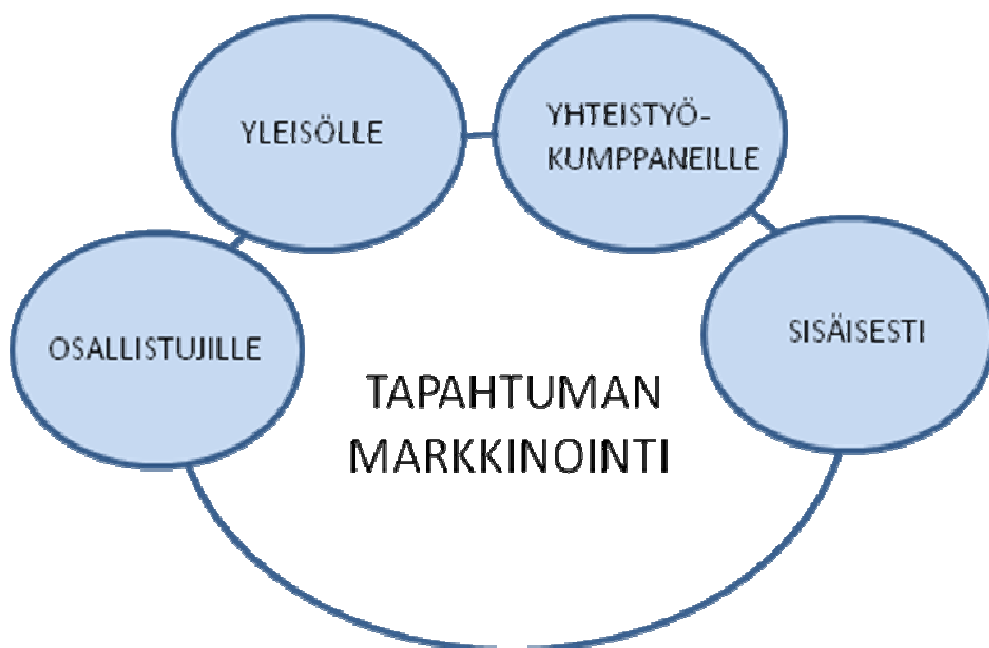 YLEISÖLLE
YHTEISTYÖ-
KUMPPANEILLE
OSALLISTUJILLE
SISÄISESTI
TAPAHTUMAN
MARKKINOINTI